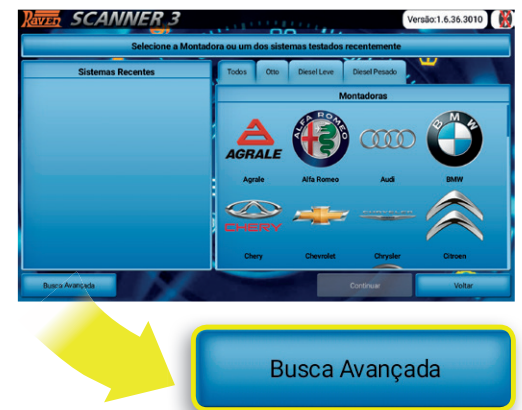 Raven SCANNER 3
Versão:1.6.36.3010
Selecione a Montadora ou um dos sistemas testados recentemente
Sistemas Recentes
Todos Otto Diesel Leve Diesel Pesado
Montadoras
AGRALE ALFA ROMEO BMW
Agrale Alfa Romeo Audi BMW
CHERY
Chery Chevrolet Chrysler Citroen
Busca Avançada Continuar Voltar
Busca Avançada